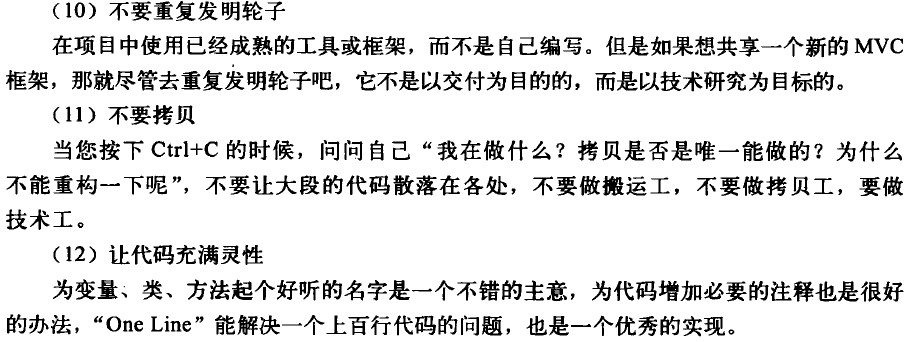 （10）不要重复发明轮子
在项目中使用已经成熟的工具或框架，而不是自己编写。但是如果想共享一个新的 MVC
框架，那就尽管去重复发明轮子吧，它不是以交付为目的的，而是以技术研究为目标的。
（11）不要拷贝
当您按下 Ctrl+C 的时候，问问自己“我在做什么？拷贝是否是唯一能做的？为什么
不能重构一下呢”，不要让大段的代码散落在各处，不要做搬运工，不要做拷贝工，要做
技术工。
（12）让代码充满灵性
为变量、类、方法起个好听的名字是一个不错的主意，为代码增加必要的注释也是很好
的办法，“One Line”能解决一个上百行代码的问题，也是一个优秀的实现。